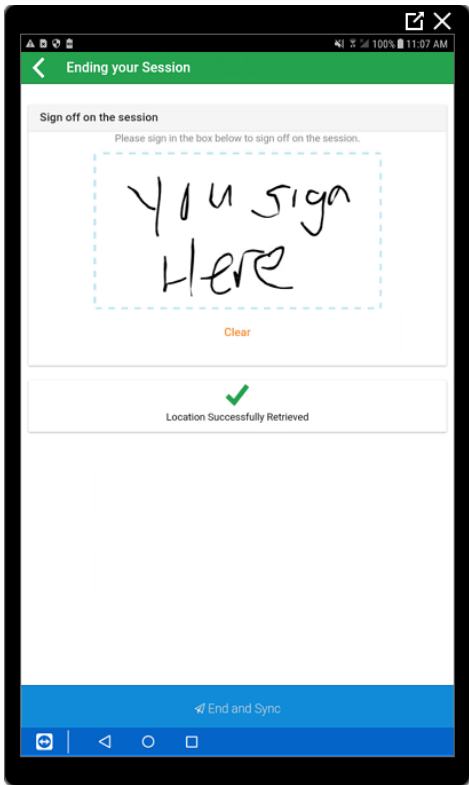 100% 11:07 AM
Ending your Session
Sign off on the session
Please sign in the box below to sign off on the session.
You sign
Here
Clear
Location Successfully Retrieved
End and Sync